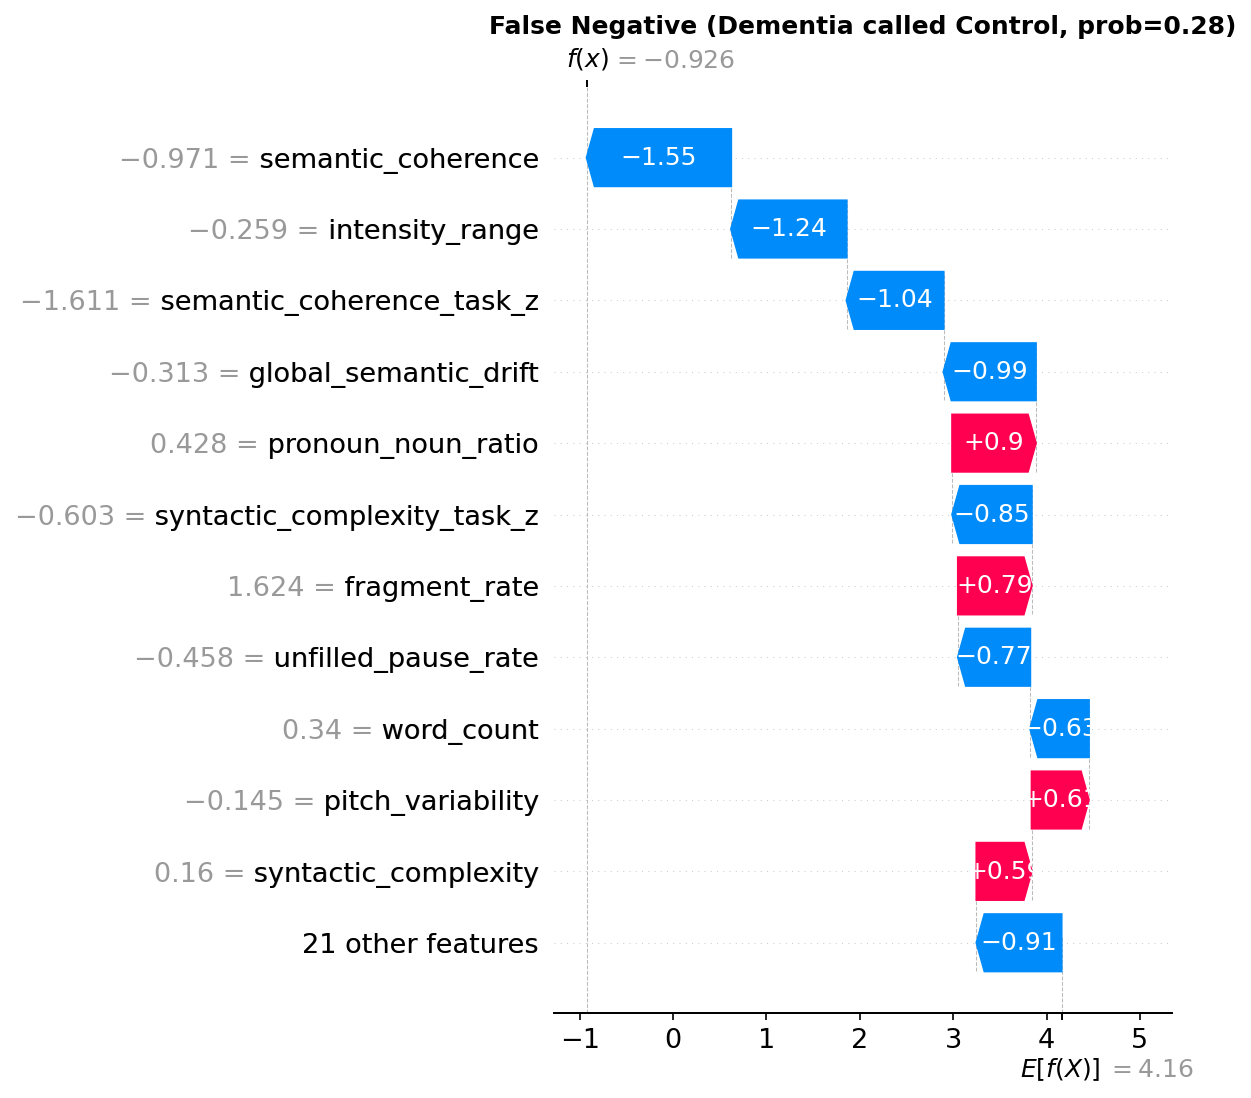 False Negative (Dementia called Control, prob=0.28)
f(x) = −0.926
−0.971 = semantic_coherence −1.55
−0.259 = intensity_range −1.24
−1.611 = semantic_coherence_task_z −1.04
−0.313 = global_semantic_drift −0.99
0.428 = pronoun_noun_ratio +0.9
−0.603 = syntactic_complexity_task_z −0.85
1.624 = fragment_rate +0.79
−0.458 = unfilled_pause_rate −0.77
0.34 = word_count −0.63
−0.145 = pitch_variability +0.61
0.16 = syntactic_complexity +0.59
21 other features −0.91
−1 0 1 2 3 4 5
E[f(X)] = 4.16